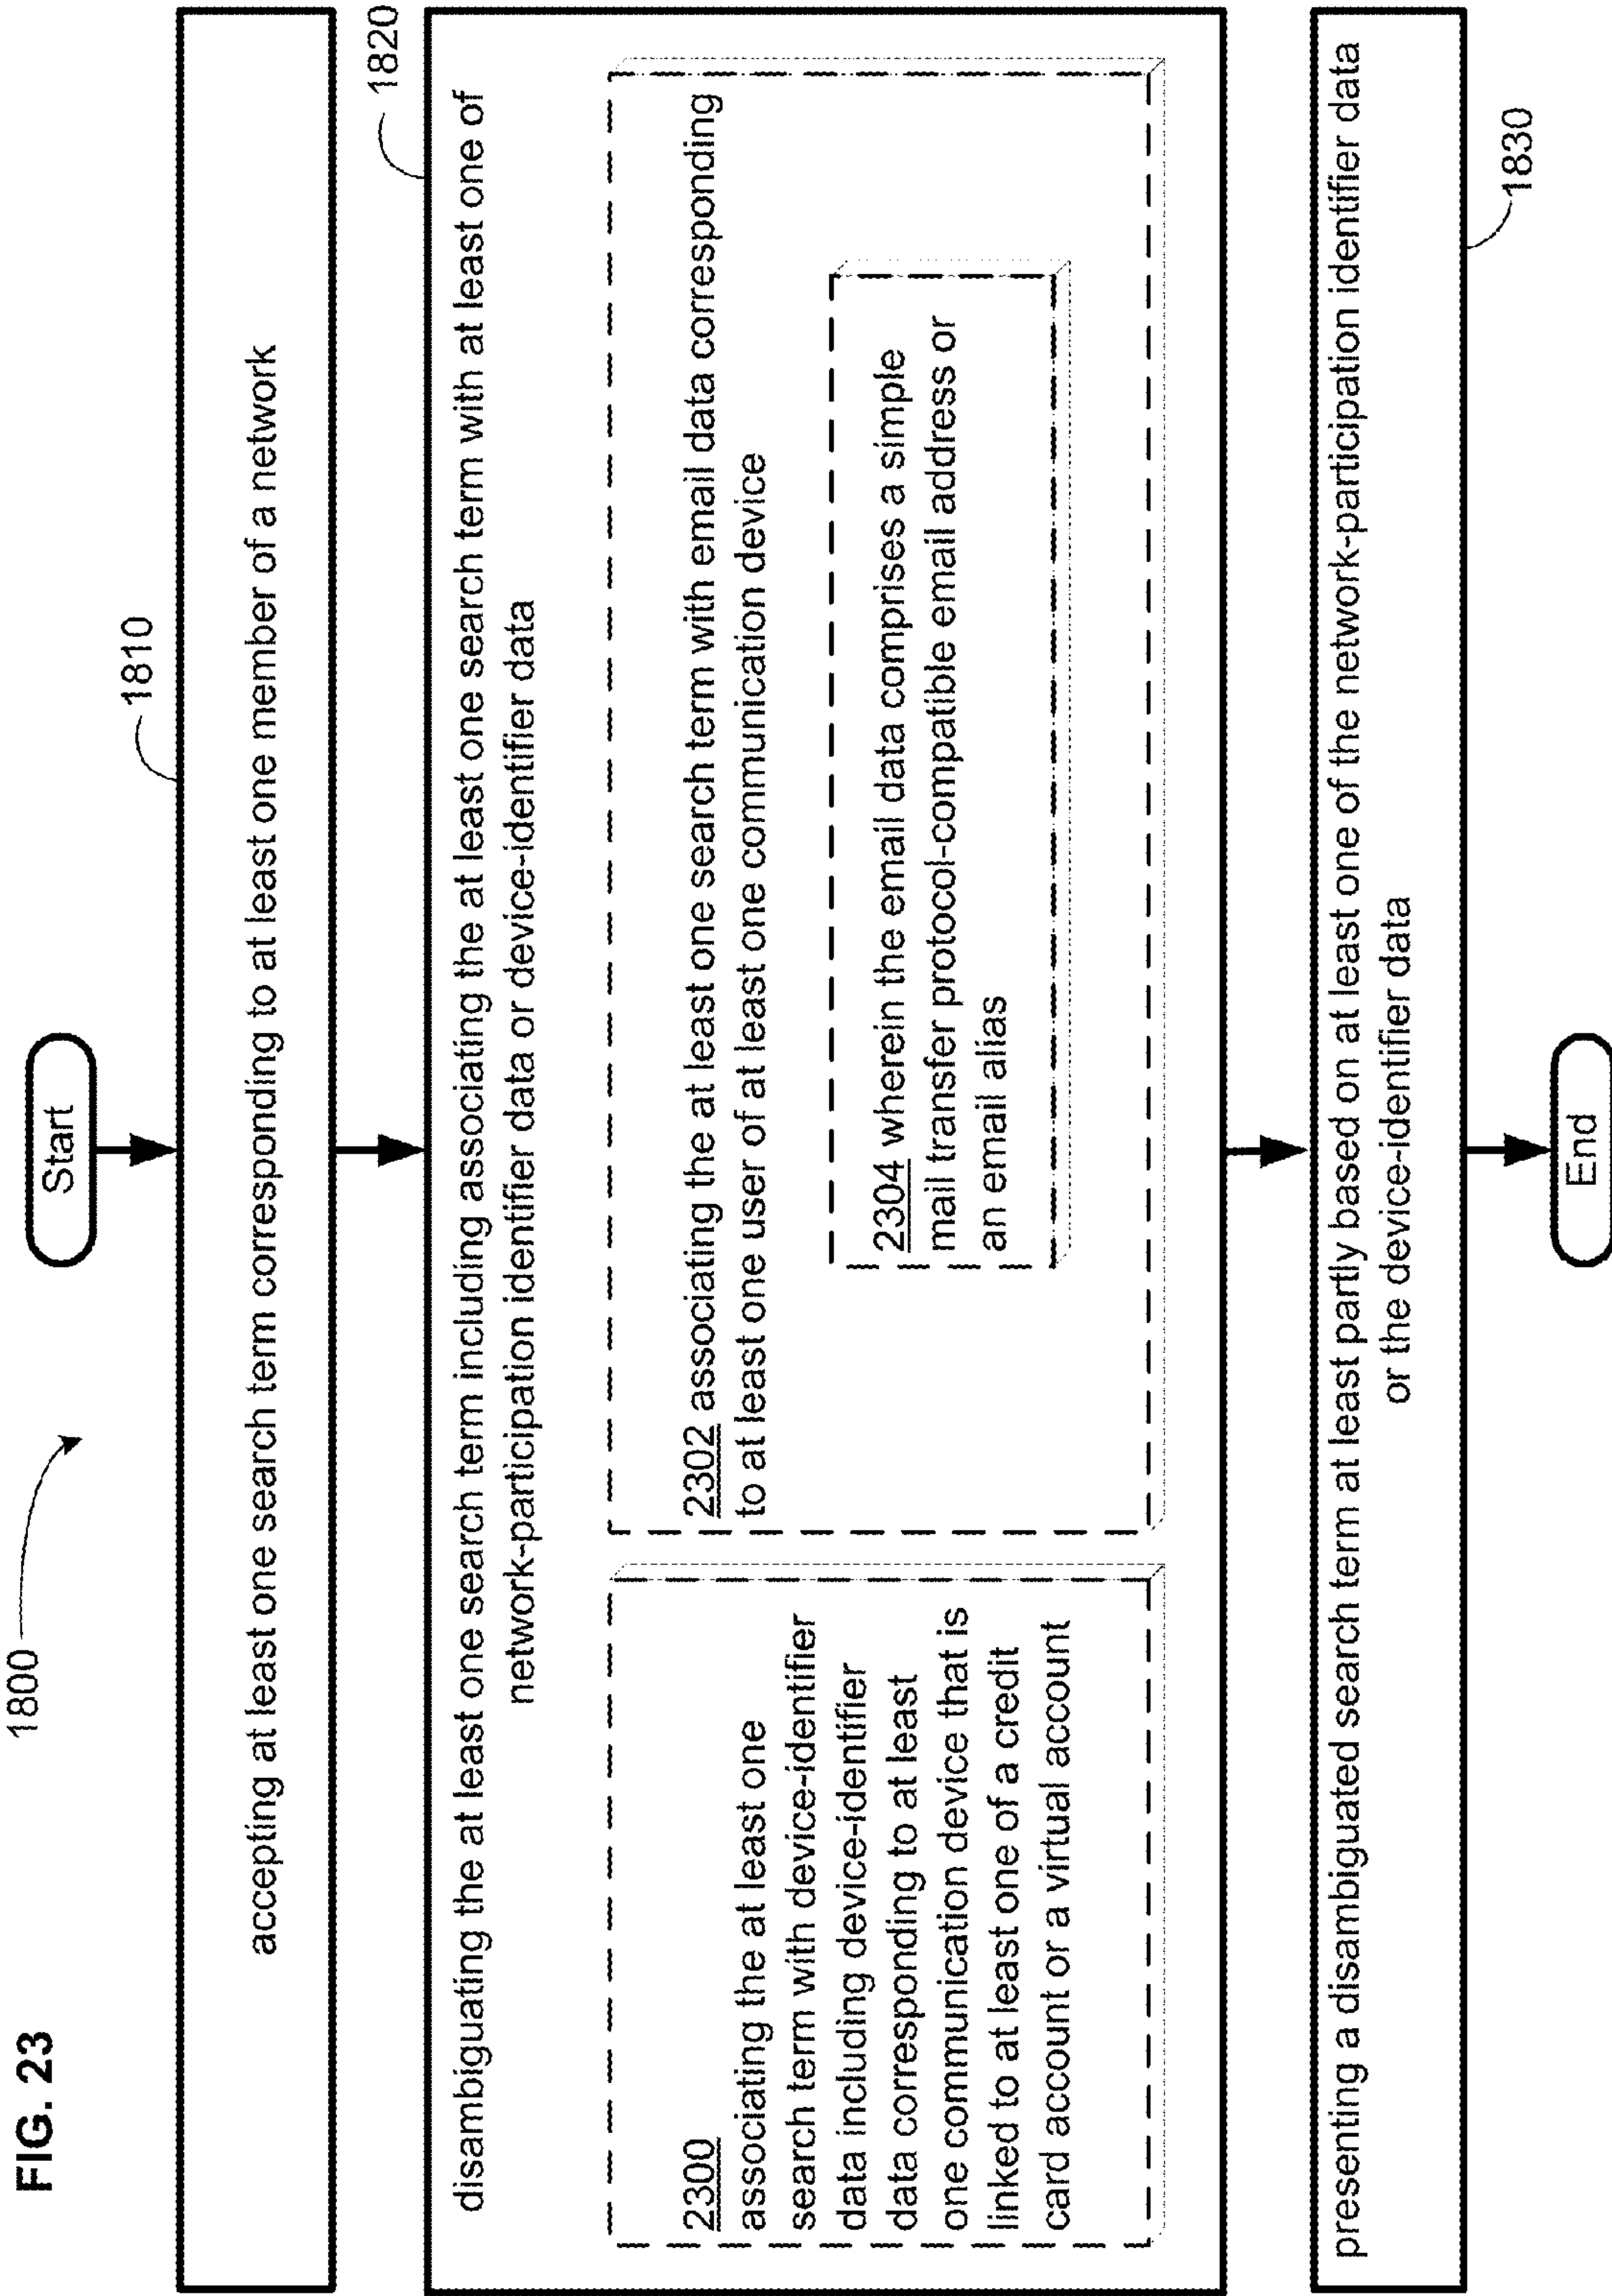 FIG. 23
1800
Start
1810
accepting at least one search term corresponding to at least one member of a network
1820
disambiguating the at least one search term including associating the at least one search term with at least one of
network-participation identifier data or device-identifier data
2300
associating the at least one
search term with device-identifier
data including device-identifier
data corresponding to at least
one communication device that is
linked to at least one of a credit
card account or a virtual account
2302 associating the at least one search term with email data corresponding
to at least one user of at least one communication device
2304 wherein the email data comprises a simple
mail transfer protocol-compatible email address or
an email alias
presenting a disambiguated search term at least partly based on at least one of the network-participation identifier data
or the device-identifier data
1830
End